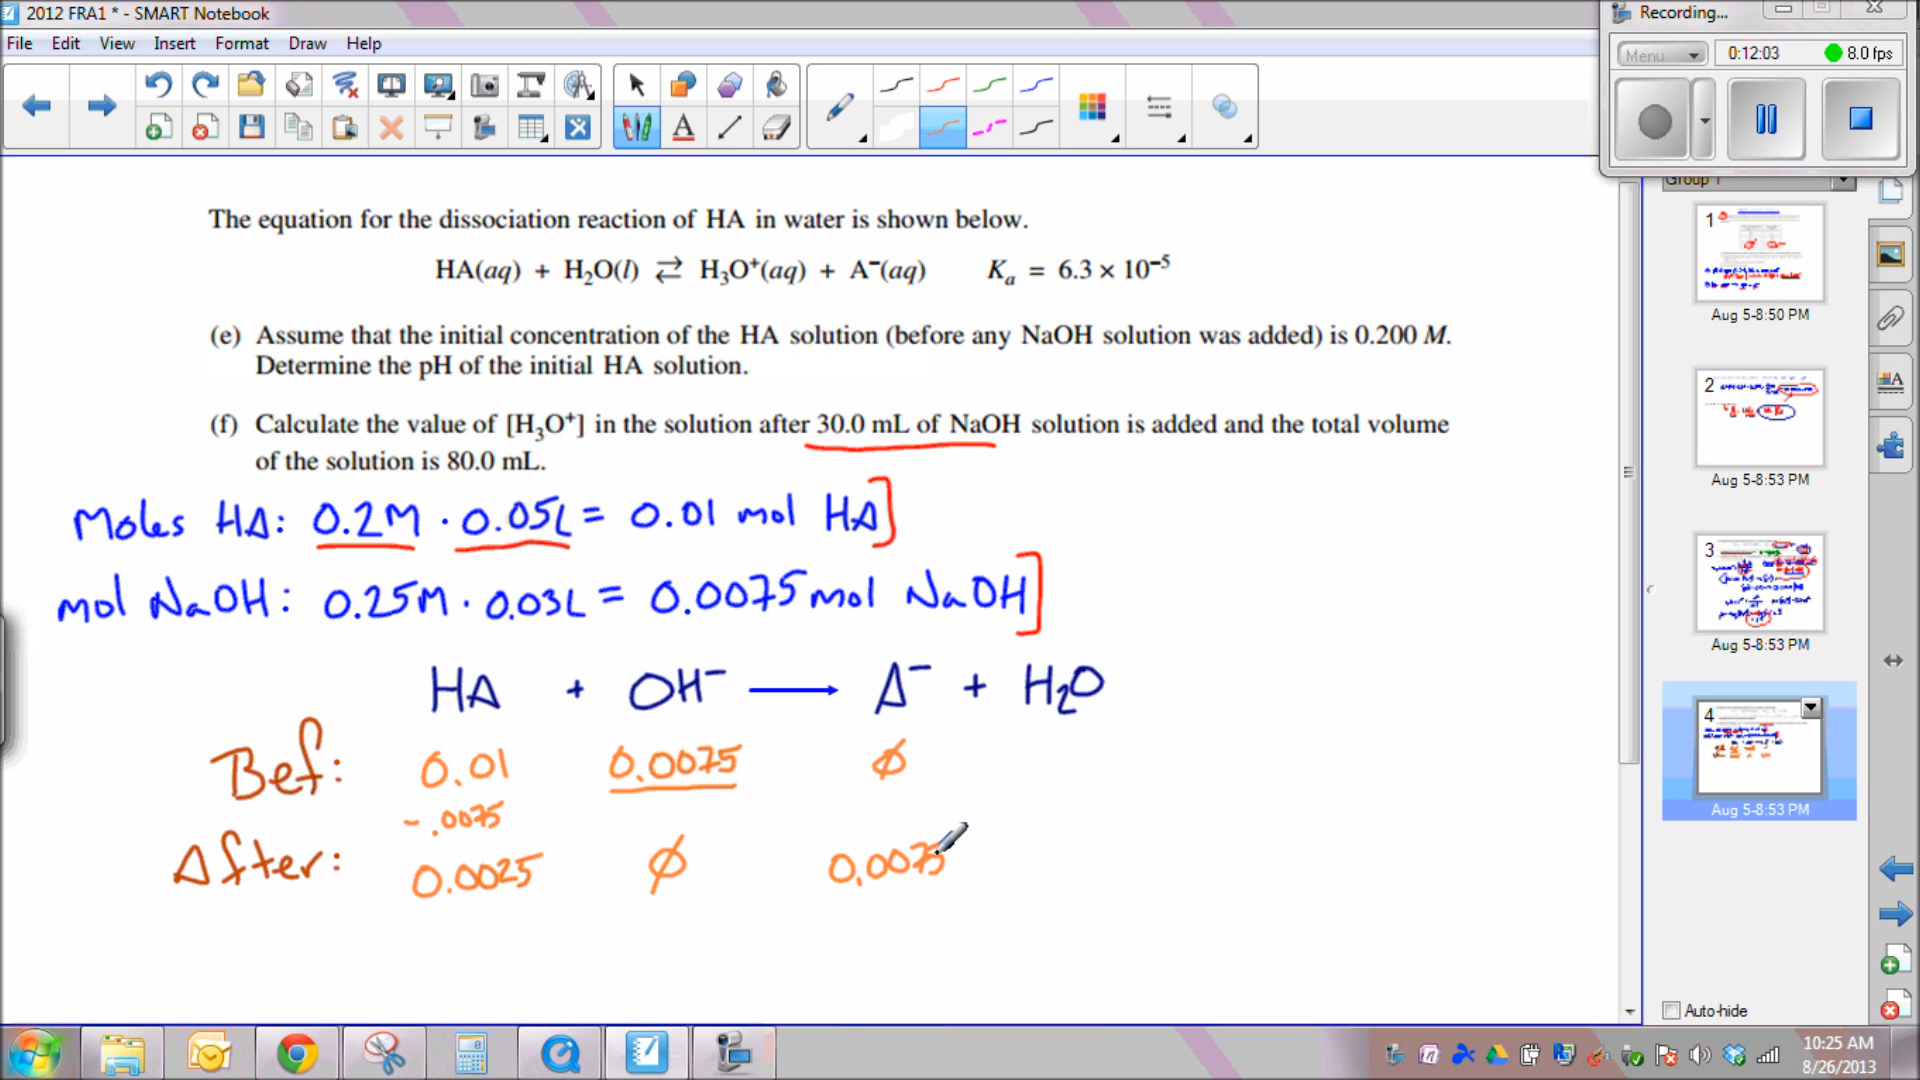 2012 FRA1 * - SMART Notebook
Recording...
File Edit View Insert Format Draw Help
Menu 0:12:03 8.0 fps
Group 1
The equation for the dissociation reaction of HA in water is shown below.
HA(aq) + H₂O(l) ⇄ H₃O⁺(aq) + A⁻(aq) Kₐ = 6.3 × 10⁻⁵
(e) Assume that the initial concentration of the HA solution (before any NaOH solution was added) is 0.200 M.
Determine the pH of the initial HA solution.
(f) Calculate the value of [H₃O⁺] in the solution after 30.0 mL of NaOH solution is added and the total volume
of the solution is 80.0 mL.
Moles HA: 0.2M · 0.05L = 0.01 mol HA]
mol NaOH: 0.25M · 0.03L = 0.0075 mol NaOH]
HA + OH⁻ → A⁻ + H₂O
Bef: 0.01 0.0075 ∅
-.0075
After: 0.0025 ∅ 0.0075
1
Aug 5-8:50 PM
2
Aug 5-8:53 PM
3
Aug 5-8:53 PM
4
Aug 5-8:53 PM
Auto-hide
10:25 AM
8/26/2013